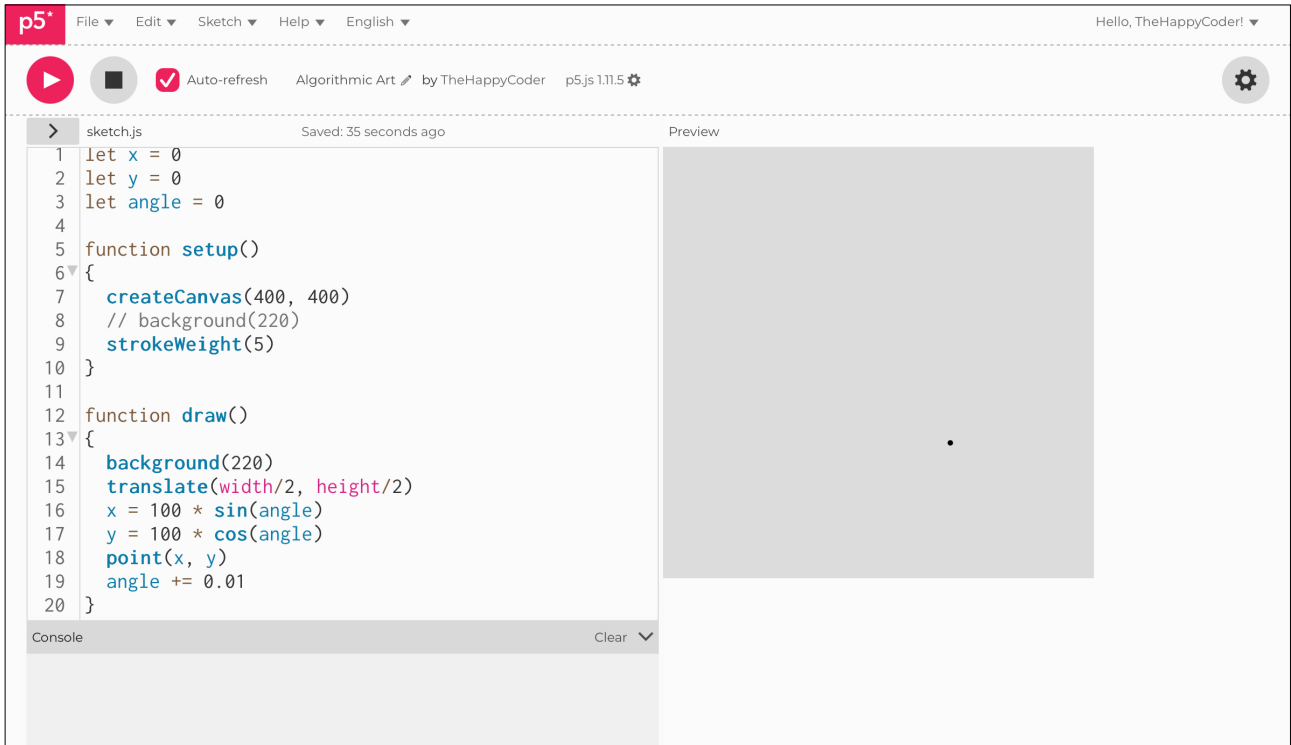 p5* File Edit Sketch Help English Hello, TheHappyCoder!
Auto-refresh Algorithmic Art by TheHappyCoder p5.js 1.11.5
sketch.js Saved: 35 seconds ago Preview
1 let x = 0
2 let y = 0
3 let angle = 0
4
5 function setup()
6 {
7 createCanvas(400, 400)
8 // background(220)
9 strokeWeight(5)
10 }
11
12 function draw()
13 {
14 background(220)
15 translate(width/2, height/2)
16 x = 100 * sin(angle)
17 y = 100 * cos(angle)
18 point(x, y)
19 angle += 0.01
20 }
Console Clear